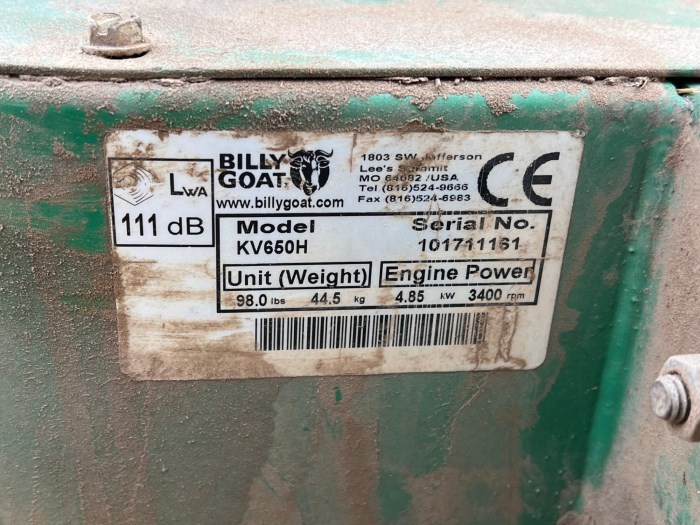 LWA
111 dB
BILLY
GOAT
www.billygoat.com
1803 SW Jefferson
Lee's Summit
MO 64082 /USA
Tel (816)524-9666
Fax (816)524-6983
CE
Model Serial No.
KV650H 101711161
Unit (Weight) Engine Power
98.0 lbs 44.5 kg 4.85 kW 3400 rpm